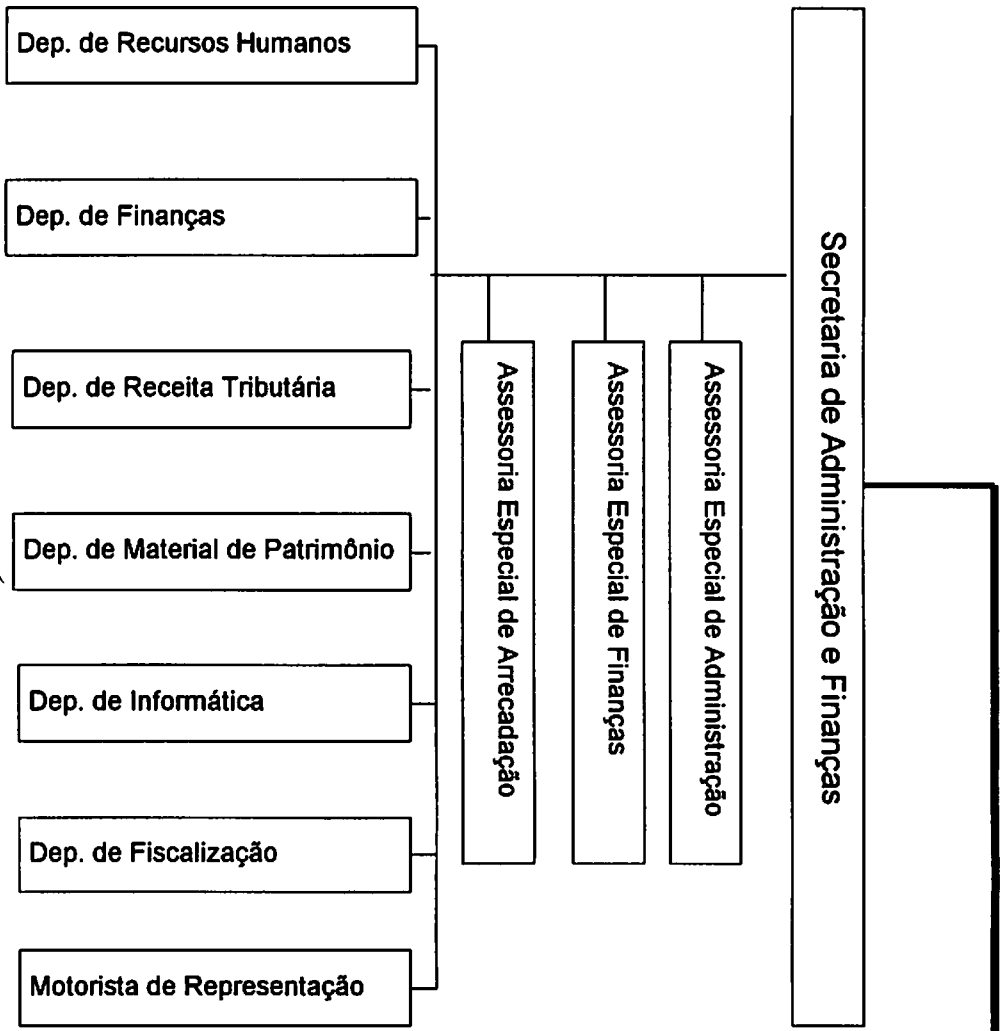 Dep. de Recursos Humanos
Dep. de Finanças
Dep. de Receita Tributária
Dep. de Material de Patrimônio
Dep. de Informática
Dep. de Fiscalização
Motorista de Representação
Assessoria Especial de Arrecadação
Assessoria Especial de Finanças
Assessoria Especial de Administração
Secretaria de Administração e Finanças